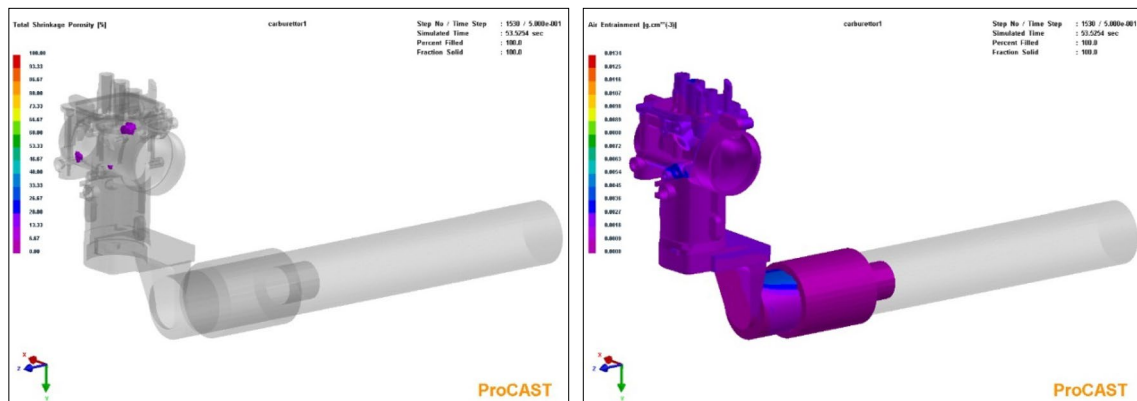 Total Shrinkage Porosity [%]
carburettor1
Step No / Time Step : 1530 / 5.000e-001
Simulated Time : 53.5254 sec
Percent Filled : 100.0
Fraction Solid : 100.0
100.00
93.33
86.67
80.00
73.33
66.67
60.00
53.33
46.67
40.00
33.33
26.67
20.00
13.33
6.67
0.00
X
Z
Y
ProCAST
Air Entrainment [g.cm^(-3)]
carburettor1
Step No / Time Step : 1530 / 5.000e-001
Simulated Time : 53.5254 sec
Percent Filled : 100.0
Fraction Solid : 100.0
0.0134
0.0125
0.0116
0.0107
0.0098
0.0089
0.0080
0.0072
0.0063
0.0054
0.0045
0.0036
0.0027
0.0018
0.0009
0.0000
X
Z
Y
ProCAST